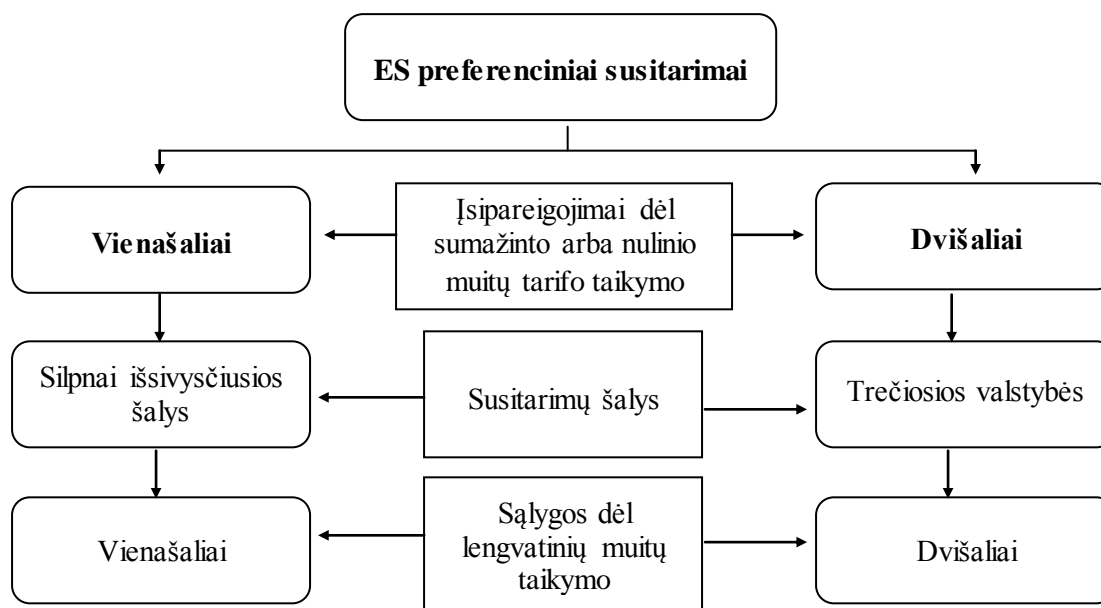 ES preferenciniai susitarimai
Vienašaliai
Įsipareigojimai dėl
sumažinto arba nulinio
muitų tarifo taikymo
Dvišaliai
Silpnai išsivysčiusios
šalys
Susitarimų šalys
Trečiosios valstybės
Vienašaliai
Sąlygos dėl
lengvatinių muitų
taikymo
Dvišaliai